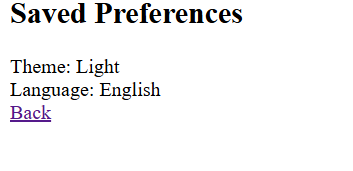 Saved Preferences
Theme: Light
Language: English
Back